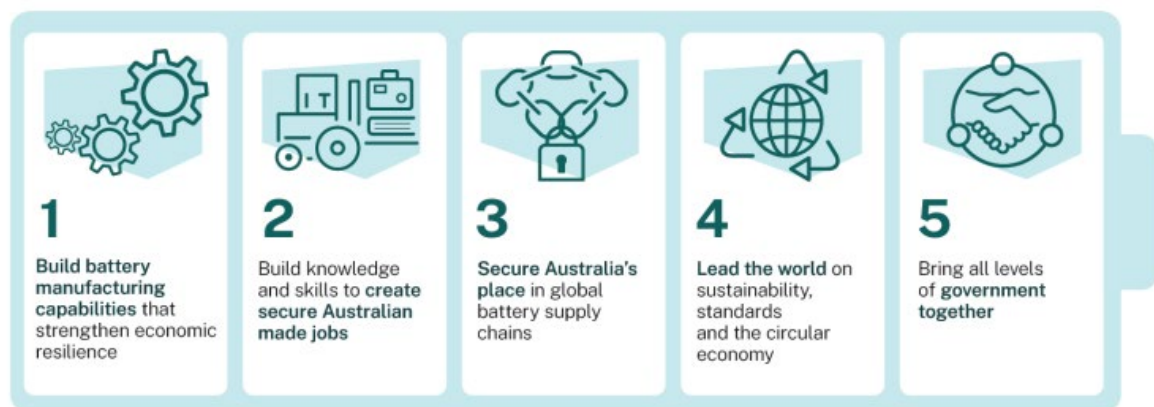 1
Build battery
manufacturing
capabilities that
strengthen economic
resilience
2
Build knowledge
and skills to create
secure Australian
made jobs
3
Secure Australia's
place in global
battery supply
chains
4
Lead the world on
sustainability,
standards
and the circular
economy
5
Bring all levels
of government
together